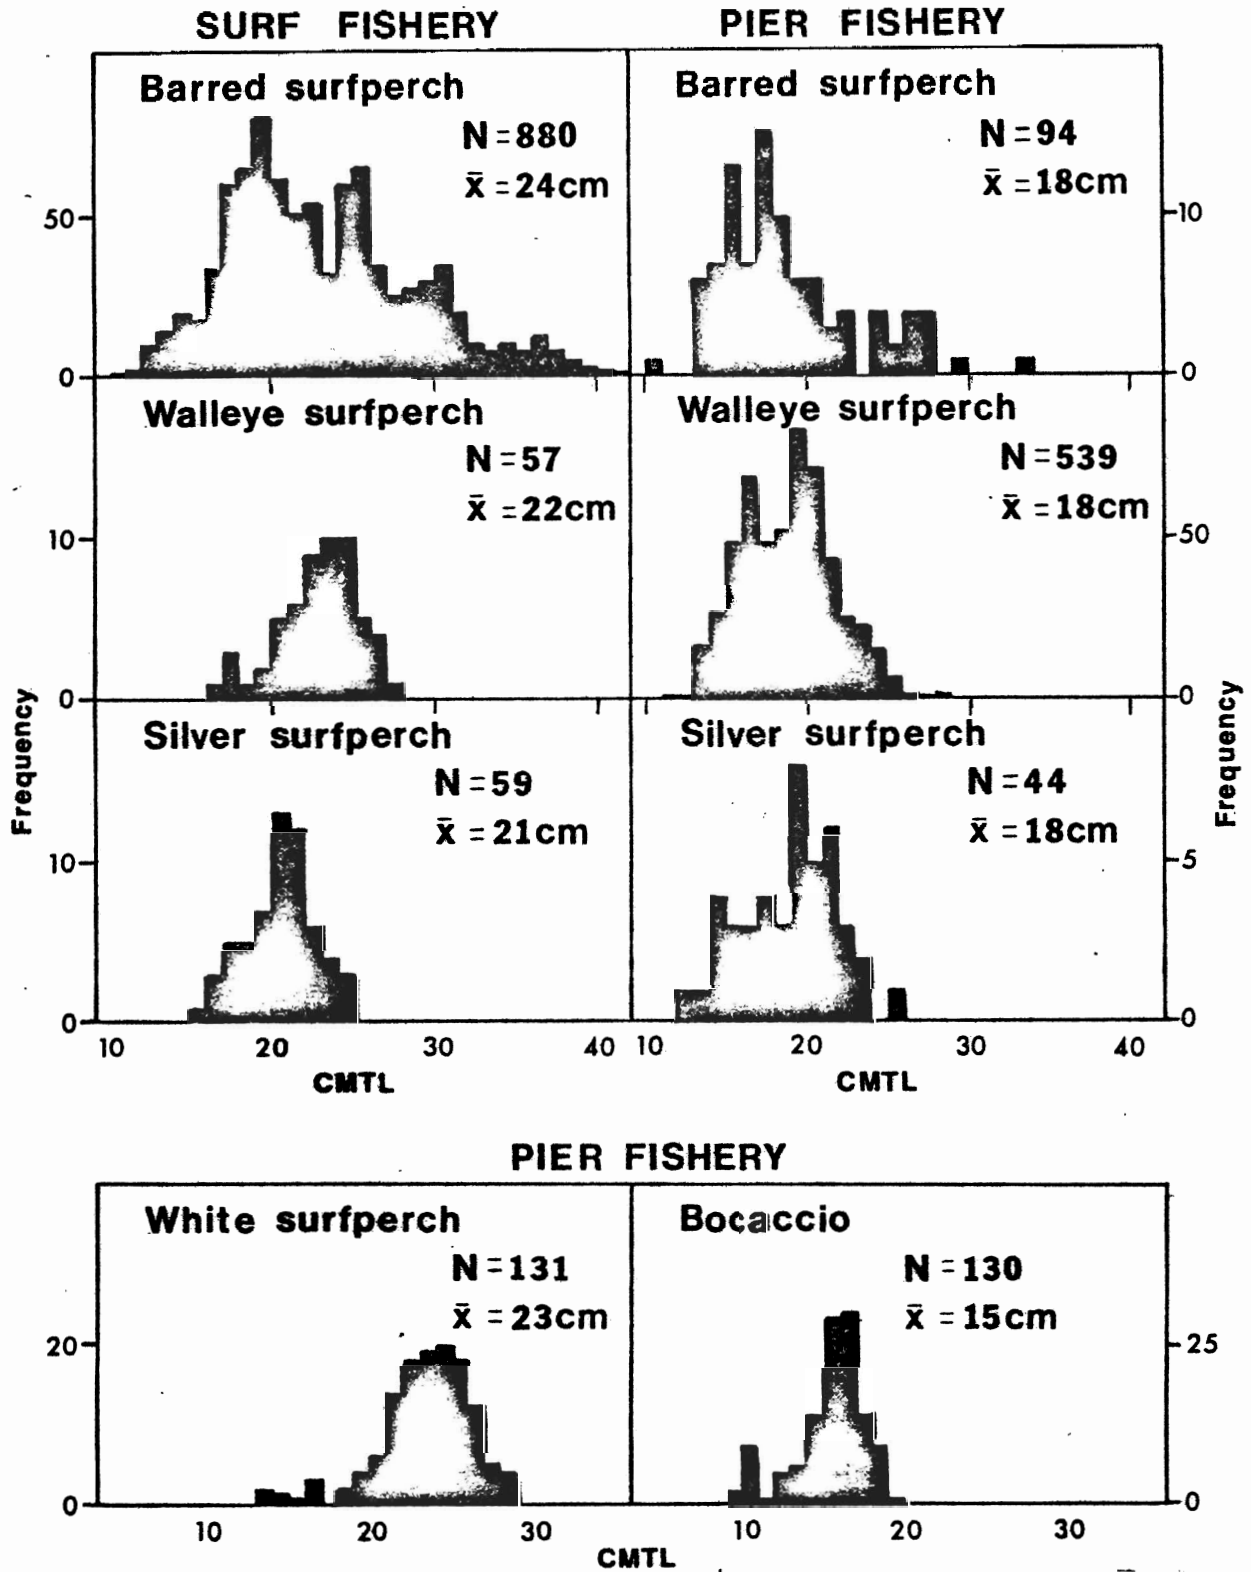 SURF FISHERY
PIER FISHERY
Barred surfperch
N = 880
x̄ = 24cm
50
0
Barred surfperch
N = 94
x̄ = 18cm
10
0
Walleye surfperch
N = 57
x̄ = 22cm
10
0
Walleye surfperch
N = 539
x̄ = 18cm
50
0
Silver surfperch
N = 59
x̄ = 21cm
10
0
Silver surfperch
N = 44
x̄ = 18cm
5
0
Frequency
Frequency
10 20 30 40
10 20 30 40
CMTL
CMTL
PIER FISHERY
White surfperch
N = 131
x̄ = 23cm
20
0
Bocaccio
N = 130
x̄ = 15cm
25
0
10 20 30
10 20 30
CMTL